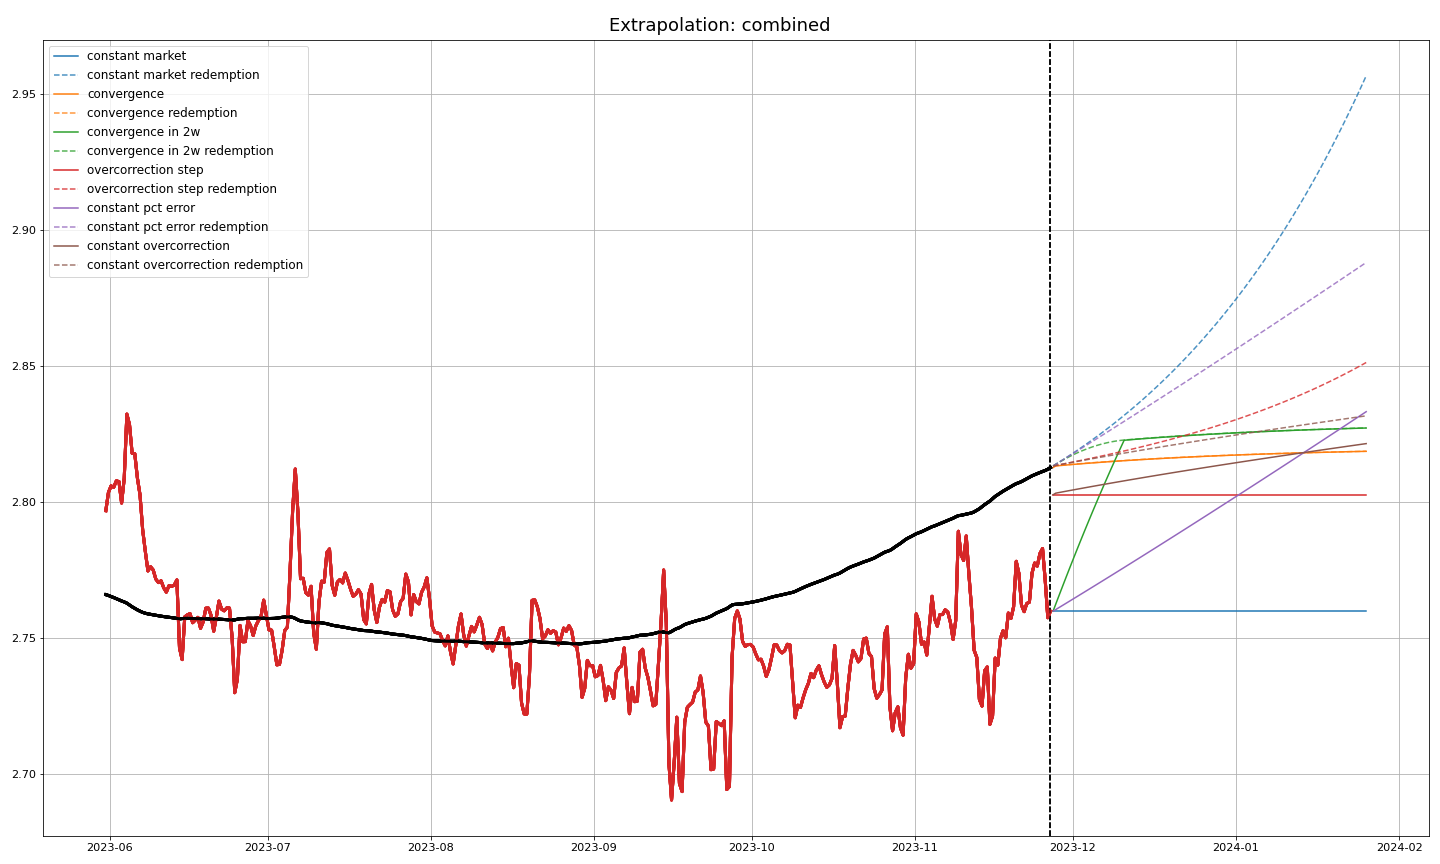 Extrapolation: combined
constant market
constant market redemption
convergence
convergence redemption
convergence in 2w
convergence in 2w redemption
overcorrection step
overcorrection step redemption
constant pct error
constant pct error redemption
constant overcorrection
constant overcorrection redemption
2.95
2.90
2.85
2.80
2.75
2.70
2023-06 2023-07 2023-08 2023-09 2023-10 2023-11 2023-12 2024-01 2024-02